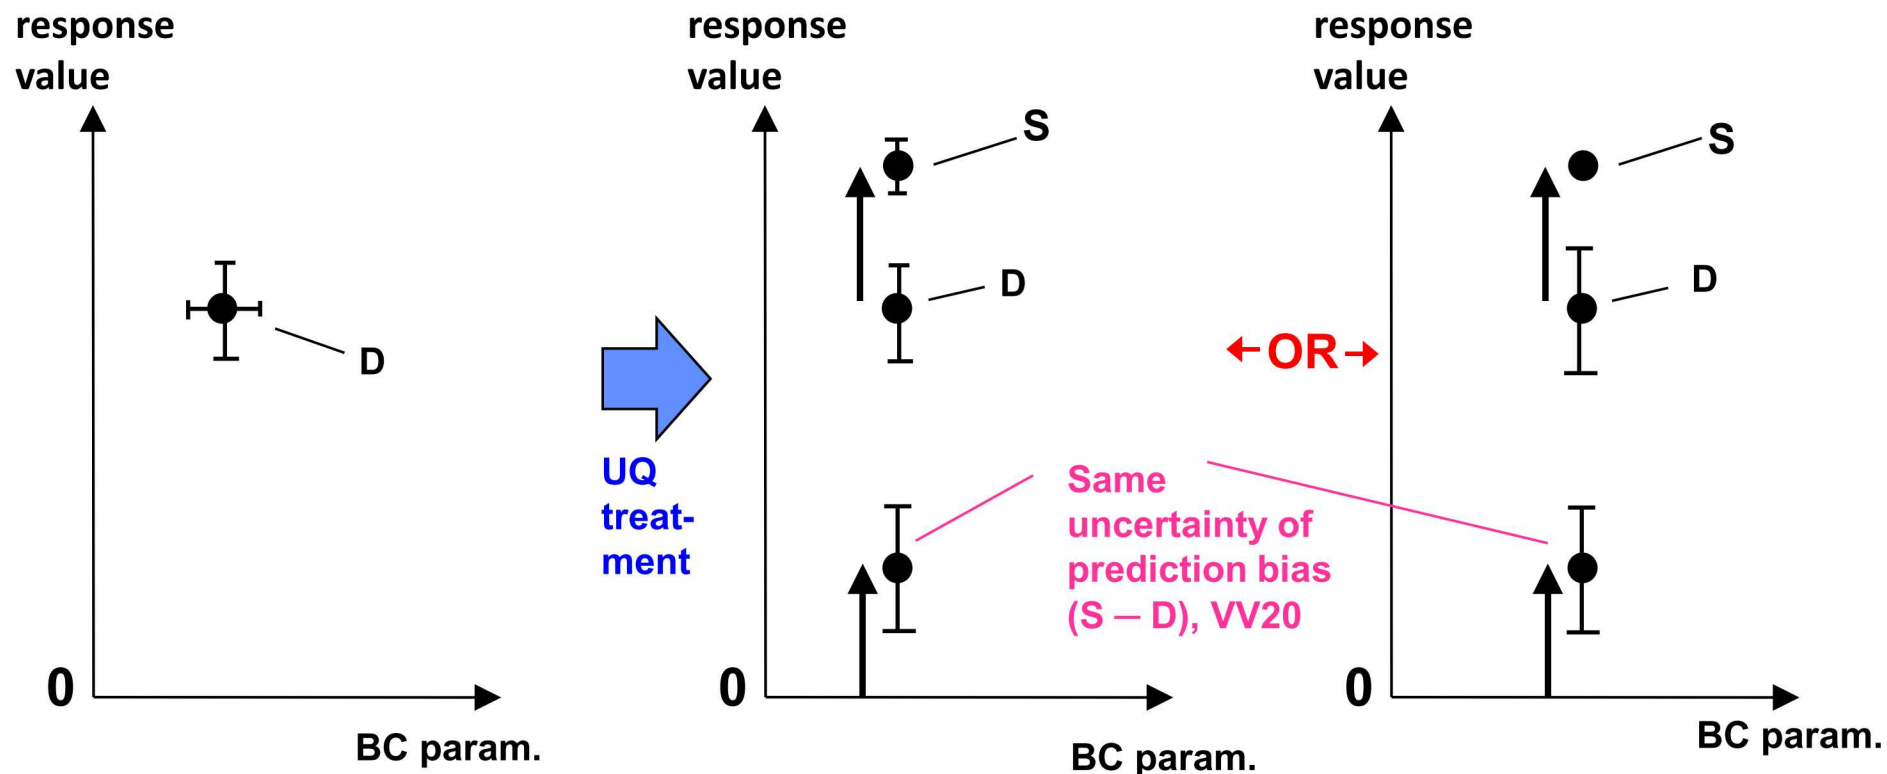 response
value
D
0
BC param.
UQ
treat-
ment
response
value
S
D
0
BC param.
Same
uncertainty of
prediction bias
(S – D), VV20
OR
response
value
S
D
0
BC param.